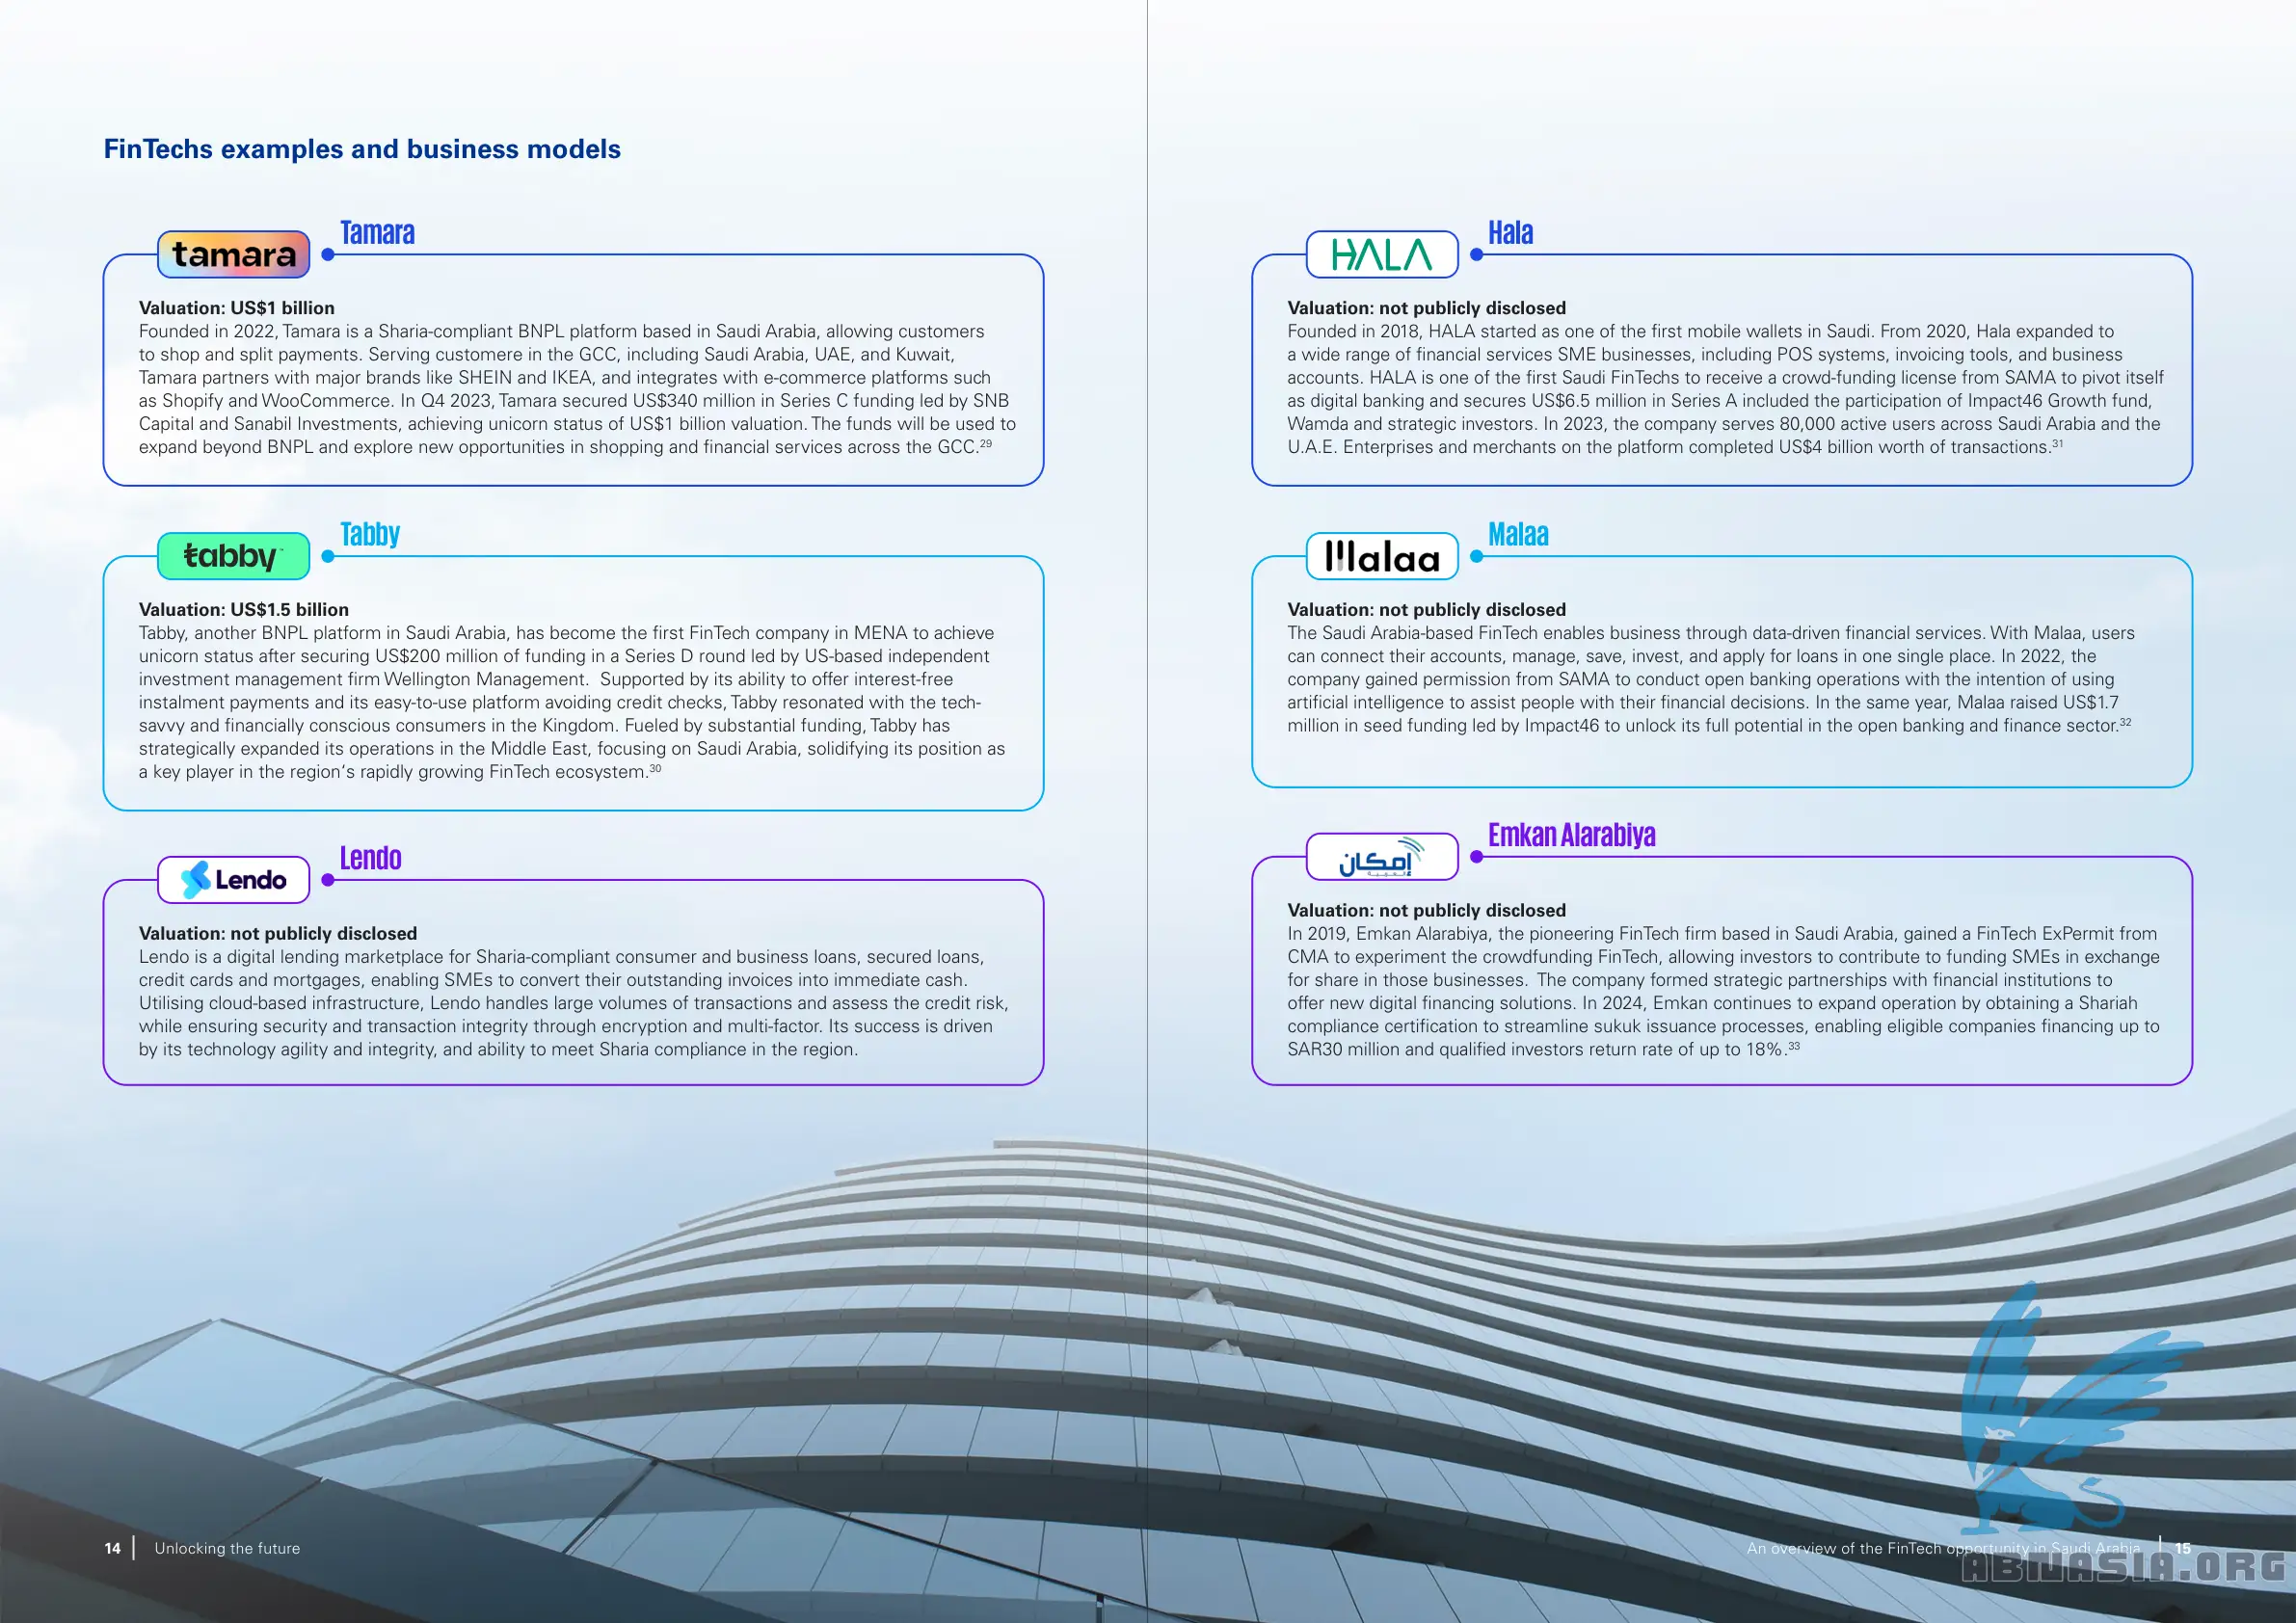 FinTechs examples and business models
tamara
Tamara
Valuation: US$1 billion
Founded in 2022, Tamara is a Sharia-compliant BNPL platform based in Saudi Arabia, allowing customers
to shop and split payments. Serving customere in the GCC, including Saudi Arabia, UAE, and Kuwait,
Tamara partners with major brands like SHEIN and IKEA, and integrates with e-commerce platforms such
as Shopify and WooCommerce. In Q4 2023, Tamara secured US$340 million in Series C funding led by SNB
Capital and Sanabil Investments, achieving unicorn status of US$1 billion valuation. The funds will be used to
expand beyond BNPL and explore new opportunities in shopping and financial services across the GCC.²⁹
tabby™
Tabby
Valuation: US$1.5 billion
Tabby, another BNPL platform in Saudi Arabia, has become the first FinTech company in MENA to achieve
unicorn status after securing US$200 million of funding in a Series D round led by US-based independent
investment management firm Wellington Management.  Supported by its ability to offer interest-free
instalment payments and its easy-to-use platform avoiding credit checks, Tabby resonated with the tech-
savvy and financially conscious consumers in the Kingdom. Fueled by substantial funding, Tabby has
strategically expanded its operations in the Middle East, focusing on Saudi Arabia, solidifying its position as
a key player in the region‘s rapidly growing FinTech ecosystem.³⁰
Lendo
Lendo
Valuation: not publicly disclosed
Lendo is a digital lending marketplace for Sharia-compliant consumer and business loans, secured loans,
credit cards and mortgages, enabling SMEs to convert their outstanding invoices into immediate cash.
Utilising cloud-based infrastructure, Lendo handles large volumes of transactions and assess the credit risk,
while ensuring security and transaction integrity through encryption and multi-factor. Its success is driven
by its technology agility and integrity, and ability to meet Sharia compliance in the region.
14 | Unlocking the future
HALA
Hala
Valuation: not publicly disclosed
Founded in 2018, HALA started as one of the first mobile wallets in Saudi. From 2020, Hala expanded to
a wide range of financial services SME businesses, including POS systems, invoicing tools, and business
accounts. HALA is one of the first Saudi FinTechs to receive a crowd-funding license from SAMA to pivot itself
as digital banking and secures US$6.5 million in Series A included the participation of Impact46 Growth fund,
Wamda and strategic investors. In 2023, the company serves 80,000 active users across Saudi Arabia and the
U.A.E. Enterprises and merchants on the platform completed US$4 billion worth of transactions.³¹
Malaa
Malaa
Valuation: not publicly disclosed
The Saudi Arabia-based FinTech enables business through data-driven financial services. With Malaa, users
can connect their accounts, manage, save, invest, and apply for loans in one single place. In 2022, the
company gained permission from SAMA to conduct open banking operations with the intention of using
artificial intelligence to assist people with their financial decisions. In the same year, Malaa raised US$1.7
million in seed funding led by Impact46 to unlock its full potential in the open banking and finance sector.³²
إمكان
العربية
Emkan Alarabiya
Valuation: not publicly disclosed
In 2019, Emkan Alarabiya, the pioneering FinTech firm based in Saudi Arabia, gained a FinTech ExPermit from
CMA to experiment the crowdfunding FinTech, allowing investors to contribute to funding SMEs in exchange
for share in those businesses.  The company formed strategic partnerships with financial institutions to
offer new digital financing solutions. In 2024, Emkan continues to expand operation by obtaining a Shariah
compliance certification to streamline sukuk issuance processes, enabling eligible companies financing up to
SAR30 million and qualified investors return rate of up to 18%.³³
An overview of the FinTech opportunity in Saudi Arabia | 15
ABINASIA.ORG